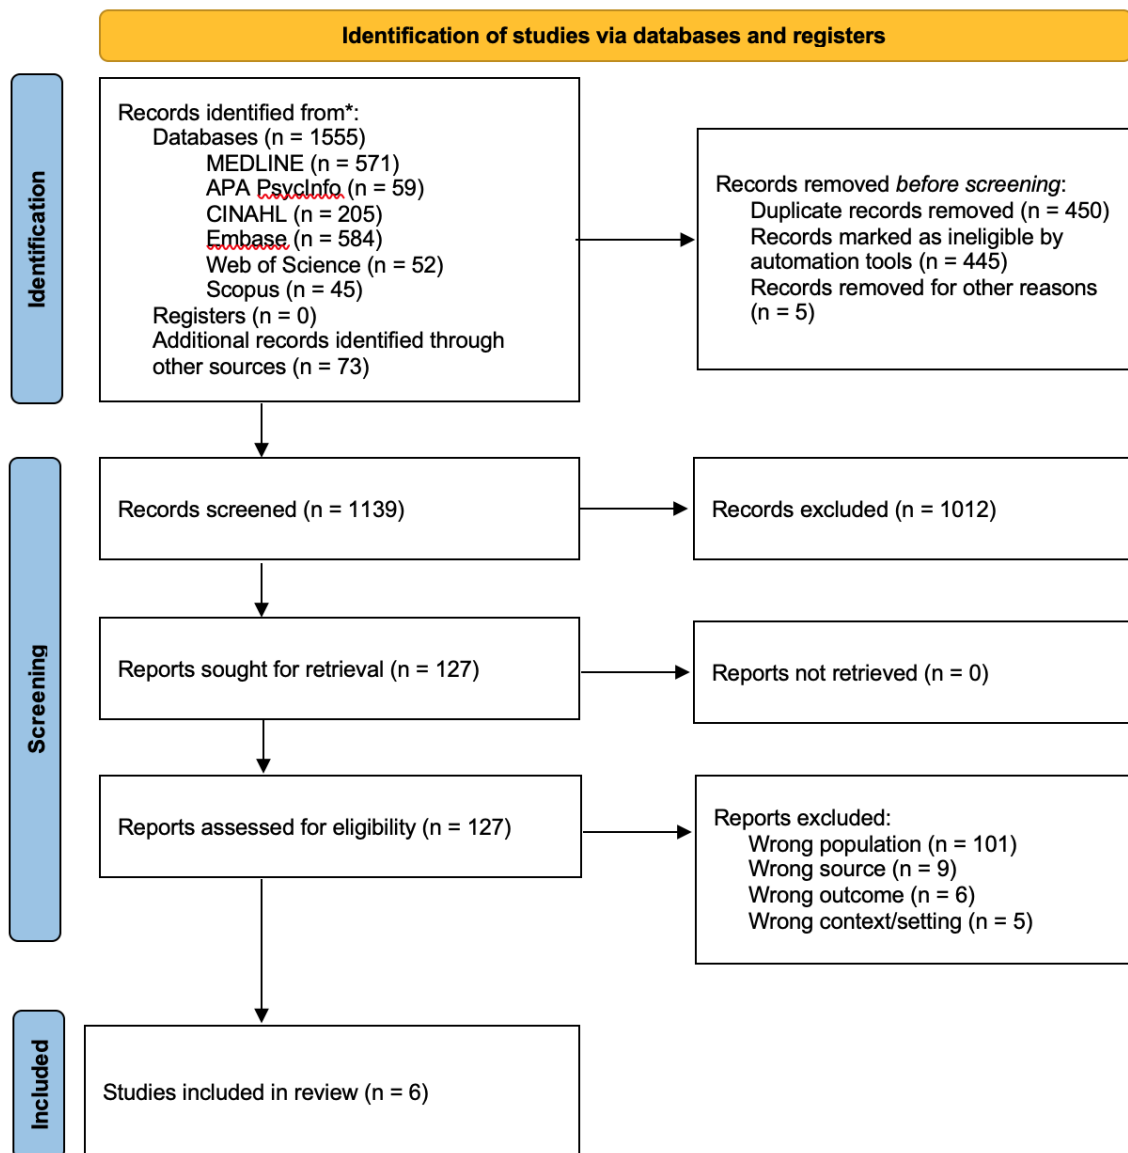 Identification of studies via databases and registers
Identification
Records identified from*:
Databases (n = 1555)
MEDLINE (n = 571)
APA PsycInfo (n = 59)
CINAHL (n = 205)
Embase (n = 584)
Web of Science (n = 52)
Scopus (n = 45)
Registers (n = 0)
Additional records identified through
other sources (n = 73)
Records removed before screening:
Duplicate records removed (n = 450)
Records marked as ineligible by
automation tools (n = 445)
Records removed for other reasons
(n = 5)
Screening
Records screened (n = 1139)
Records excluded (n = 1012)
Reports sought for retrieval (n = 127)
Reports not retrieved (n = 0)
Reports assessed for eligibility (n = 127)
Reports excluded:
Wrong population (n = 101)
Wrong source (n = 9)
Wrong outcome (n = 6)
Wrong context/setting (n = 5)
Included
Studies included in review (n = 6)